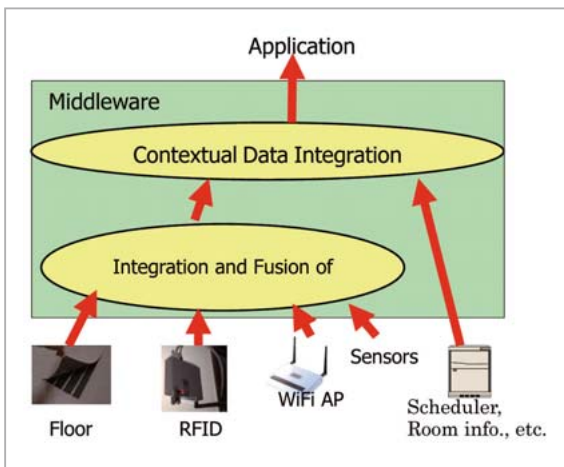 Application
Middleware
Contextual Data Integration
Integration and Fusion of
Sensors
WiFi AP
Floor
RFID
Scheduler,
Room info., etc.